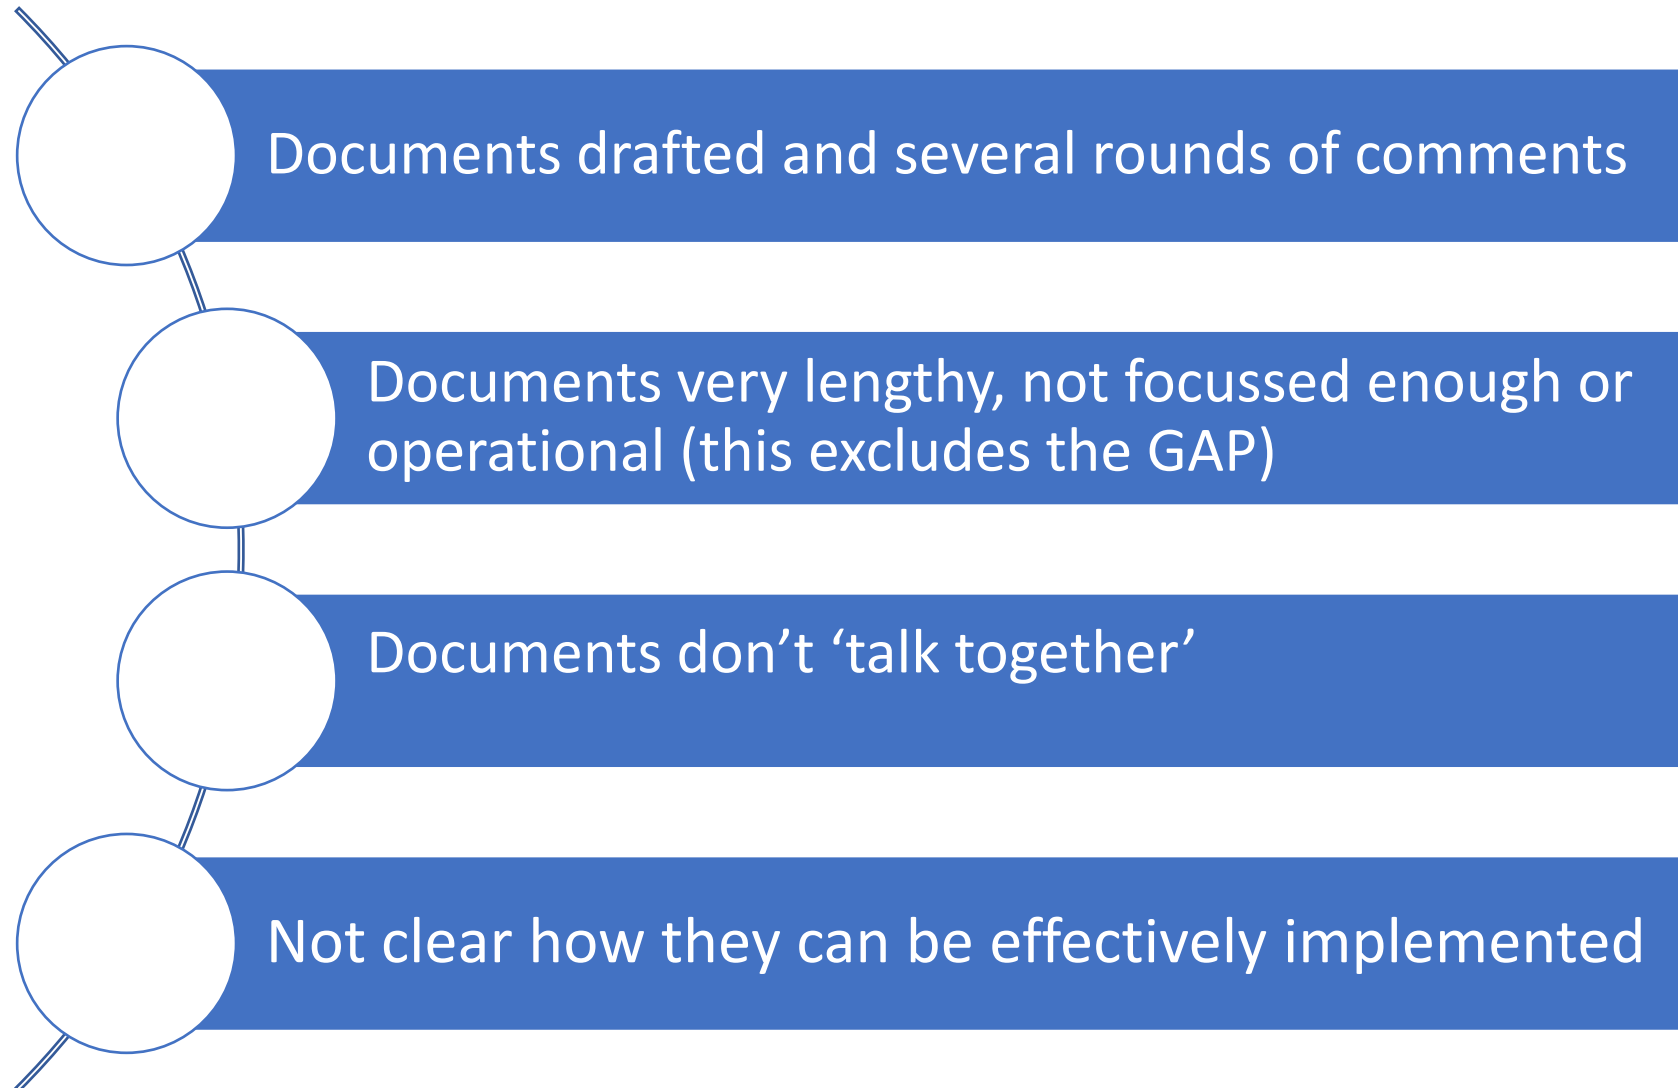 Documents drafted and several rounds of comments
Documents very lengthy, not focussed enough or
operational (this excludes the GAP)
Documents don’t ‘talk together’
Not clear how they can be effectively implemented